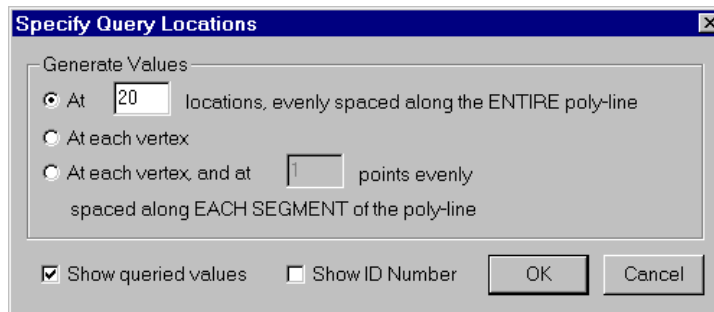 Specify Query Locations
Generate Values
At 20 locations, evenly spaced along the ENTIRE poly-line
At each vertex
At each vertex, and at 1 points evenly
spaced along EACH SEGMENT of the poly-line
Show queried values Show ID Number OK Cancel